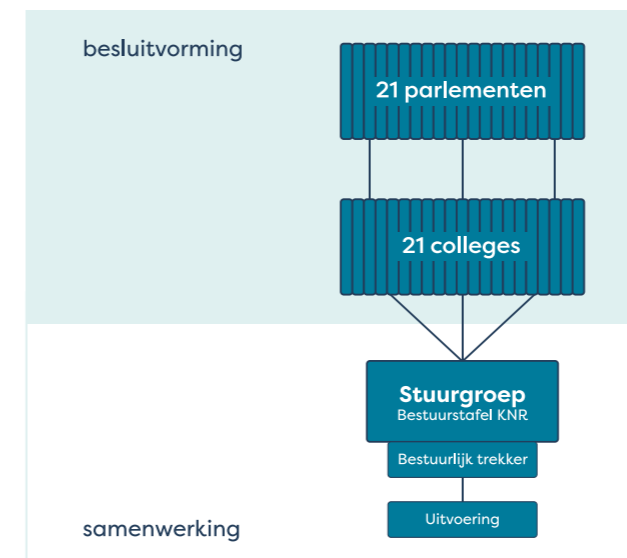 besluitvorming
21 parlementen
21 colleges
Stuurgroep
Bestuurstafel KNR
Bestuurlijk trekker
Uitvoering
samenwerking